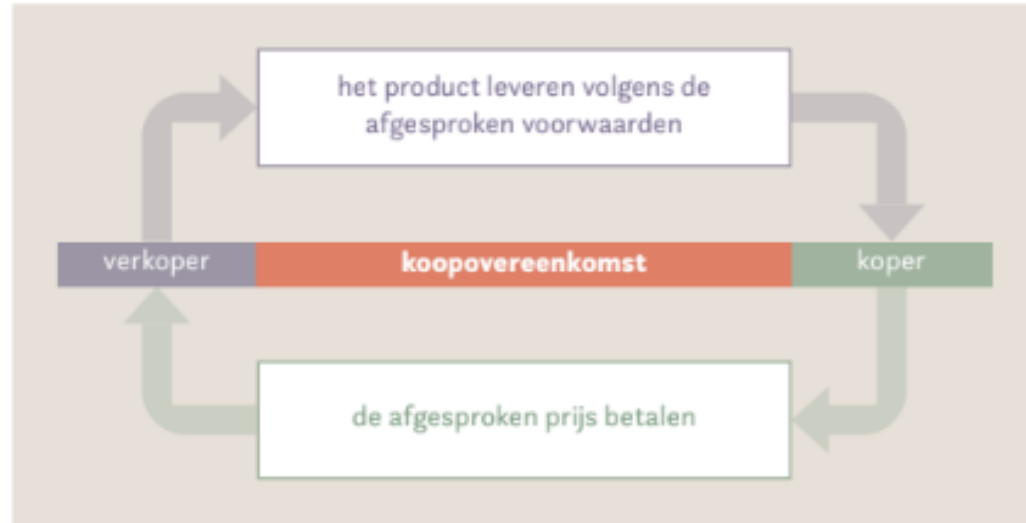 het product leveren volgens de
afgesproken voorwaarden
verkoper
koopovereenkomst
koper
de afgesproken prijs betalen